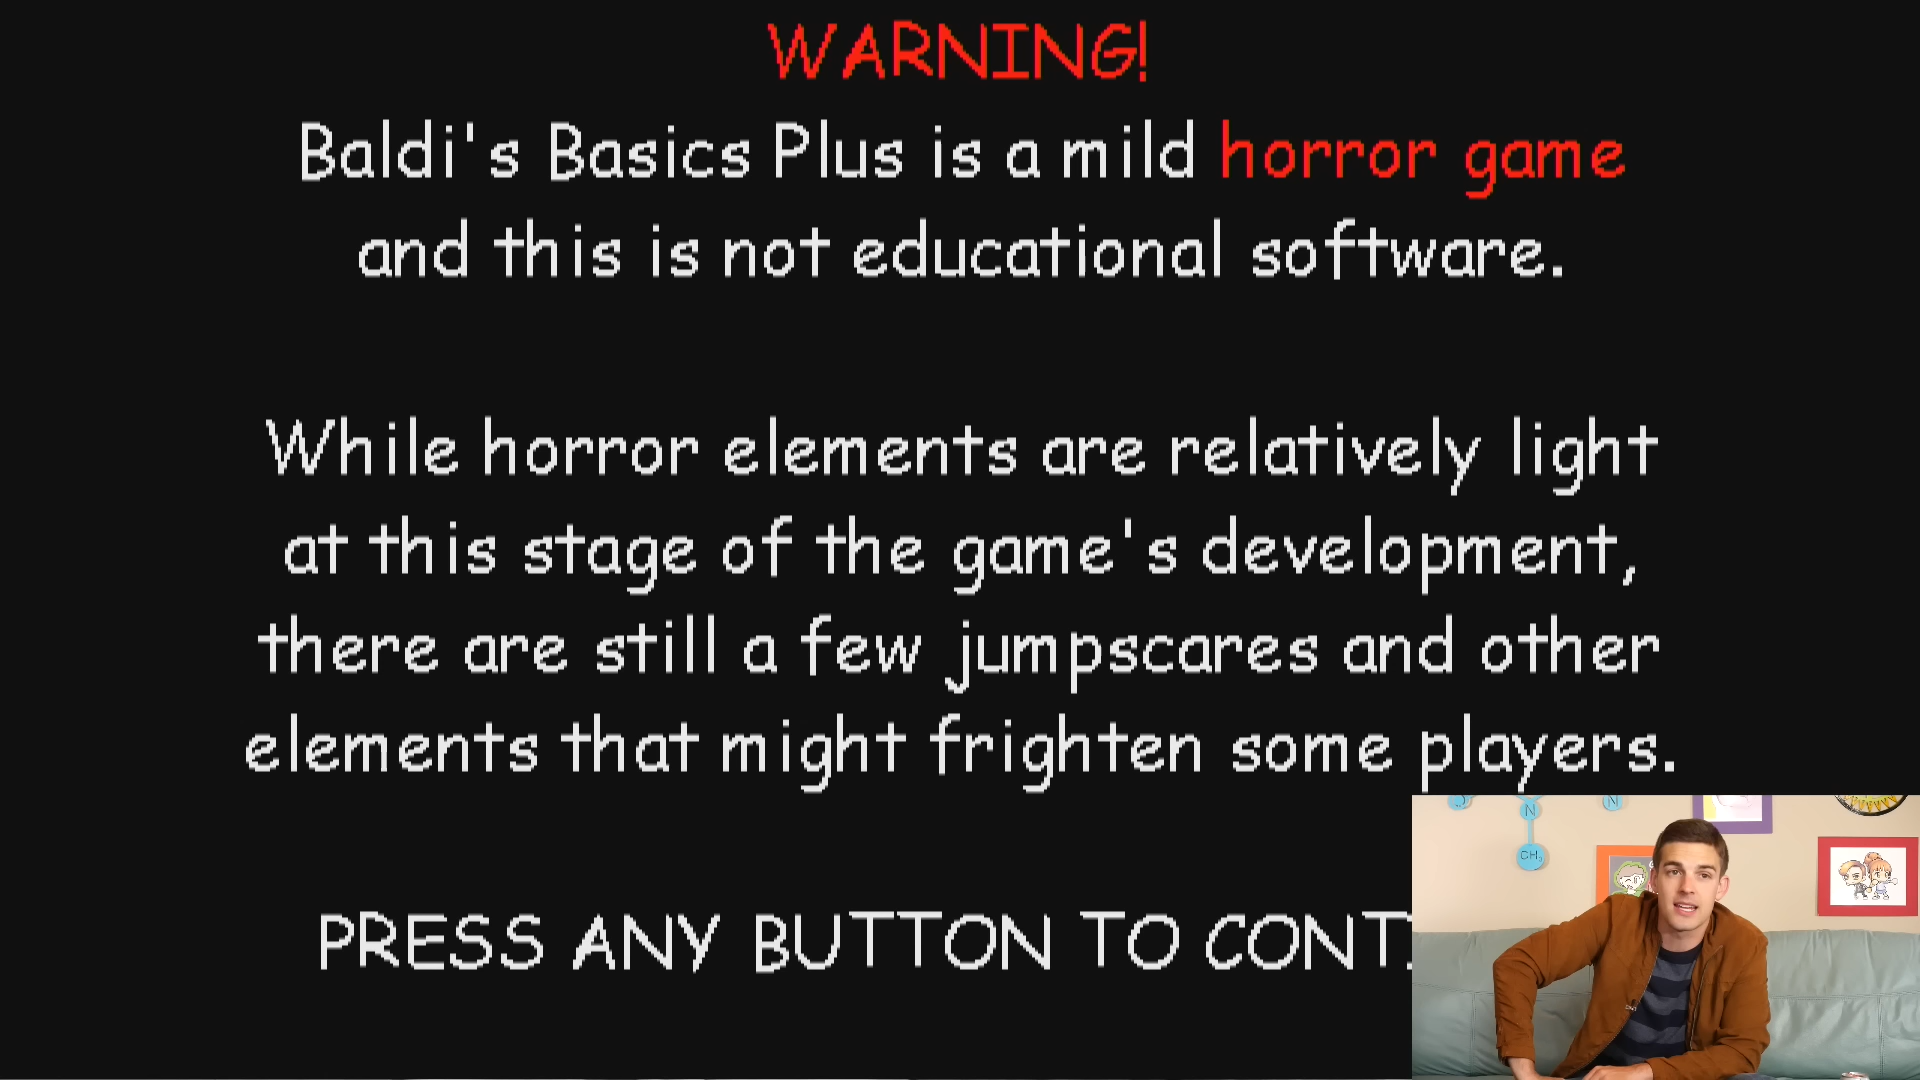 WARNING!
Baldi's Basics Plus is a mild horror game
and this is not educational software.
While horror elements are relatively light
at this stage of the game's development,
there are still a few jumpscares and other
elements that might frighten some players.
PRESS ANY BUTTON TO CONT
N
N
CH3